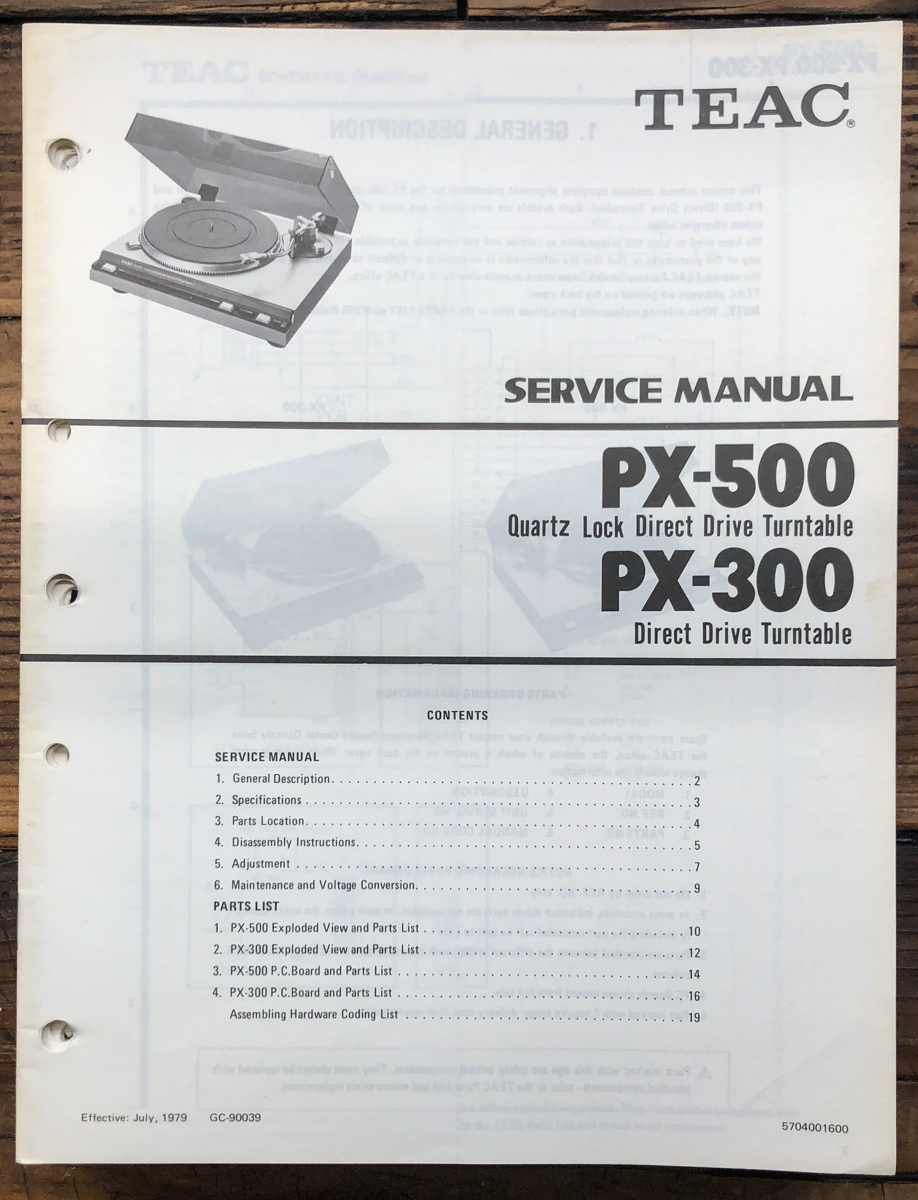 TEAC®
SERVICE MANUAL
PX-500
Quartz Lock Direct Drive Turntable
PX-300
Direct Drive Turntable
CONTENTS
SERVICE MANUAL
1. General Description. . . . . . . . . . . . . . . . . . . . . . . . . . . . . . . . . . . . . 2
2. Specifications . . . . . . . . . . . . . . . . . . . . . . . . . . . . . . . . . . . . . . . . 3
3. Parts Location. . . . . . . . . . . . . . . . . . . . . . . . . . . . . . . . . . . . . . . . 4
4. Disassembly Instructions. . . . . . . . . . . . . . . . . . . . . . . . . . . . . . . . . . 5
5. Adjustment . . . . . . . . . . . . . . . . . . . . . . . . . . . . . . . . . . . . . . . . . 7
6. Maintenance and Voltage Conversion. . . . . . . . . . . . . . . . . . . . . . . . . . . 9
PARTS LIST
1. PX-500 Exploded View and Parts List . . . . . . . . . . . . . . . . . . . . . . . . . . 10
2. PX-300 Exploded View and Parts List . . . . . . . . . . . . . . . . . . . . . . . . . . 12
3. PX-500 P.C.Board and Parts List . . . . . . . . . . . . . . . . . . . . . . . . . . . . . 14
4. PX-300 P.C.Board and Parts List . . . . . . . . . . . . . . . . . . . . . . . . . . . . . 16
Assembling Hardware Coding List . . . . . . . . . . . . . . . . . . . . . . . . . . . . 19
Effective: July, 1979 GC-90039
5704001600